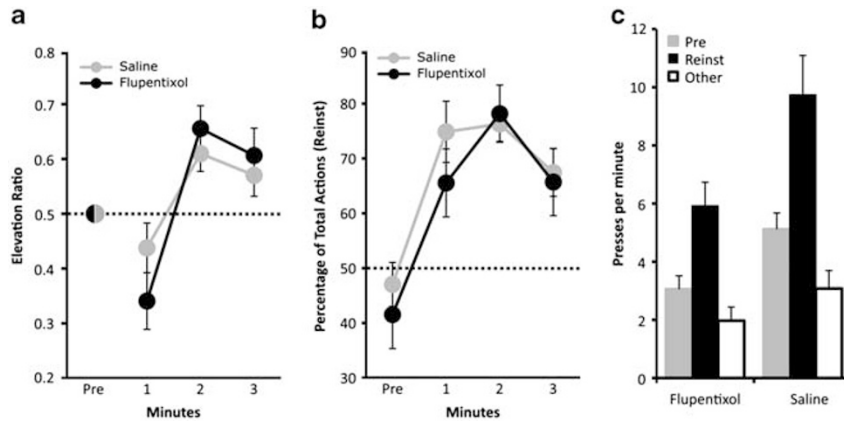 a
0.8
0.7
0.6
0.5
0.4
0.3
0.2
Elevation Ratio
Saline
Flupentixol
Pre 1 2 3
Minutes
b
90
80
70
60
50
40
30
Percentage of Total Actions (Reinst)
Saline
Flupentixol
Pre 1 2 3
Minutes
c
12
10
8
6
4
2
0
Presses per minute
Pre
Reinst
Other
Flupentixol Saline